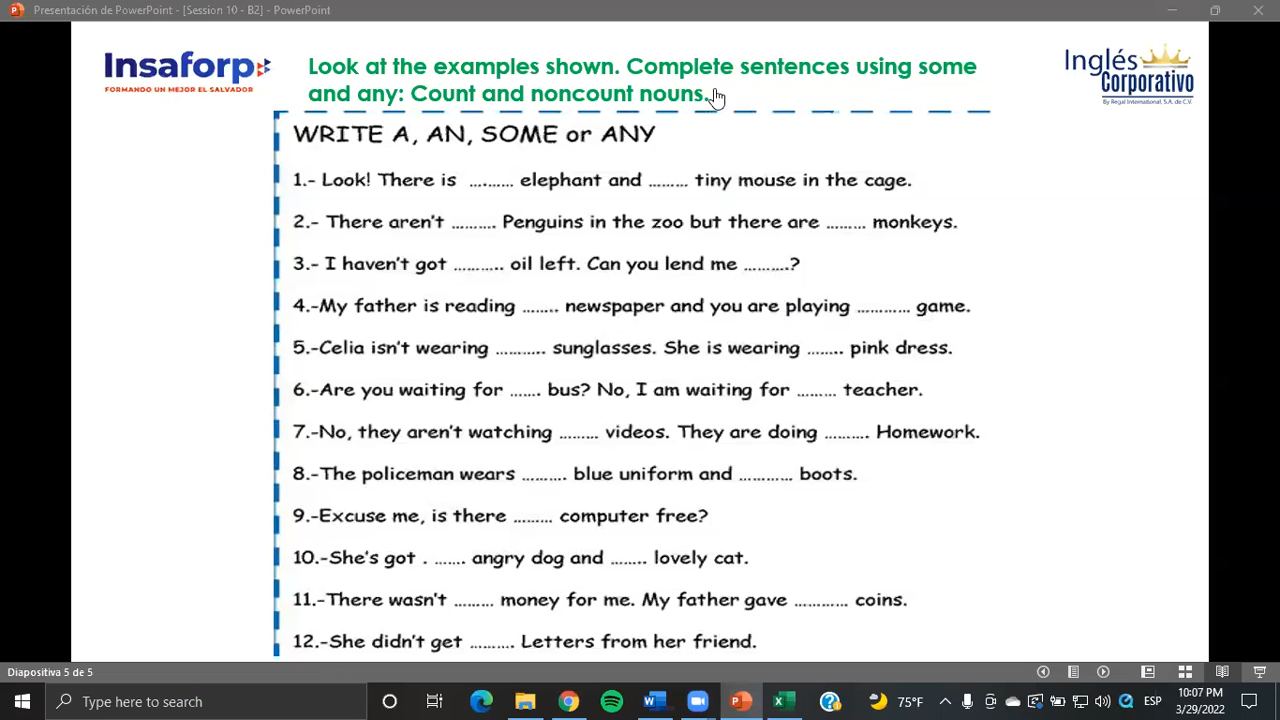 Presentación de PowerPoint - [Session 10 - B2] - PowerPoint
Insaforp
FORMANDO UN MEJOR EL SALVADOR
Look at the examples shown. Complete sentences using some
and any: Count and noncount nouns.
Inglés
Corporativo
By Regal International, S.A. de C.V.
WRITE A, AN, SOME or ANY
1.- Look! There is ………. elephant and ……… tiny mouse in the cage.
2.- There aren't ………. Penguins in the zoo but there are ……… monkeys.
3.- I haven't got ……….. oil left. Can you lend me ……….?
4.-My father is reading …….. newspaper and you are playing ………… game.
5.-Celia isn't wearing ……….. sunglasses. She is wearing …….. pink dress.
6.-Are you waiting for ……. bus? No, I am waiting for ……… teacher.
7.-No, they aren't watching ……… videos. They are doing ………. Homework.
8.-The policeman wears ………. blue uniform and ………… boots.
9.-Excuse me, is there ……… computer free?
10.-She's got . ……. angry dog and …….. lovely cat.
11.-There wasn't ……… money for me. My father gave ………… coins.
12.-She didn't get ………. Letters from her friend.
Diapositiva 5 de 5
Type here to search
75°F
ESP
10:07 PM
3/29/2022